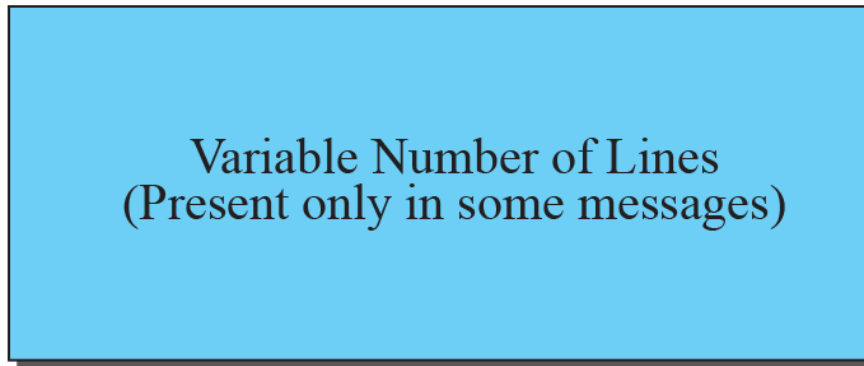 Variable Number of Lines
(Present only in some messages)